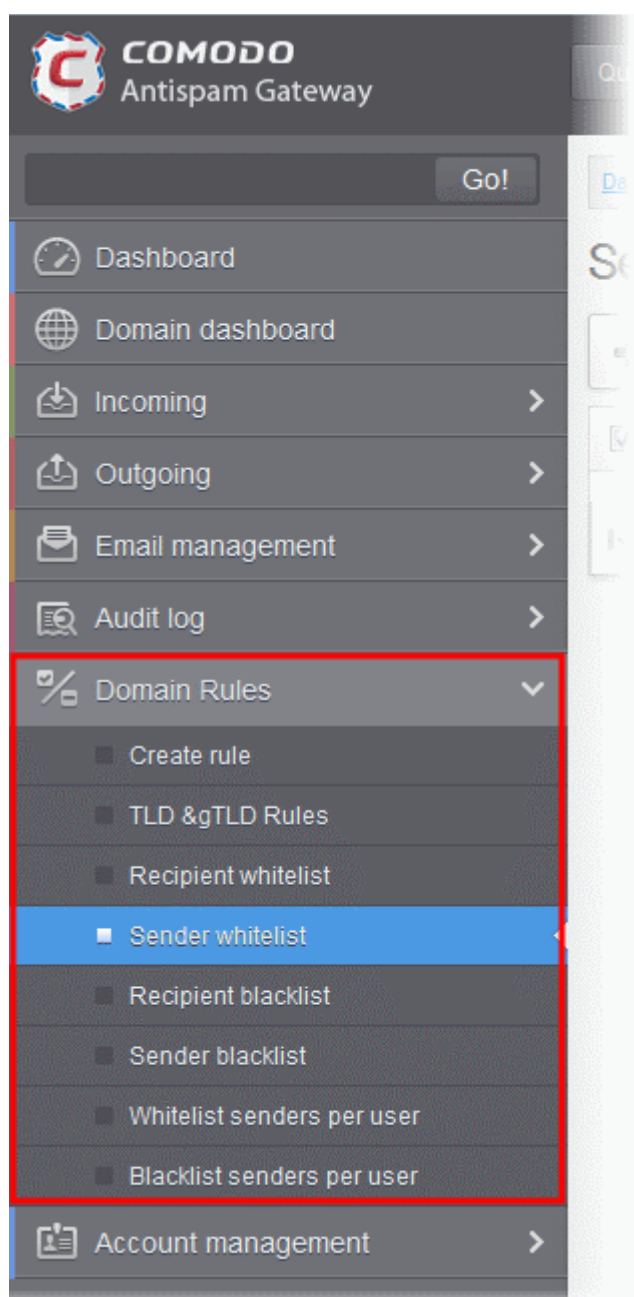 COMODO
Antispam Gateway
Go!
Dashboard
Domain dashboard
Incoming
Outgoing
Email management
Audit log
Domain Rules
Create rule
TLD &gTLD Rules
Recipient whitelist
Sender whitelist
Recipient blacklist
Sender blacklist
Whitelist senders per user
Blacklist senders per user
Account management